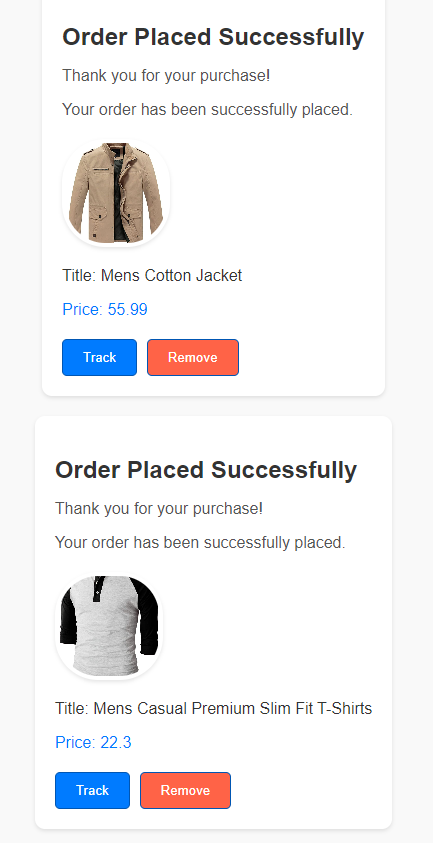 Order Placed Successfully
Thank you for your purchase!
Your order has been successfully placed.
Title: Mens Cotton Jacket
Price: 55.99
Track Remove
Order Placed Successfully
Thank you for your purchase!
Your order has been successfully placed.
Title: Mens Casual Premium Slim Fit T-Shirts
Price: 22.3
Track Remove